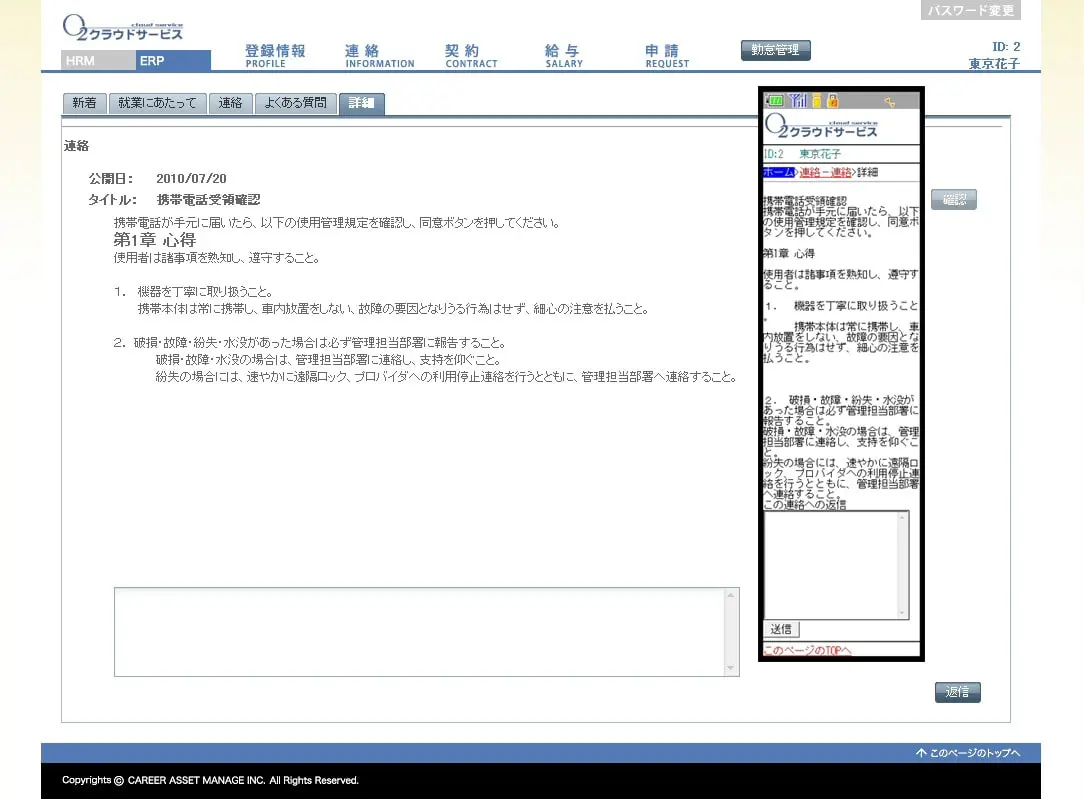 パスワード変更
O2クラウドサービス
cloud service
HRM
ERP
登録情報
PROFILE
連 絡
INFORMATION
契 約
CONTRACT
給 与
SALARY
申 請
REQUEST
勤怠管理
ID: 2
東京花子
新着
就業にあたって
連絡
よくある質問
詳細
連絡
公開日： 2010/07/20
タイトル： 携帯電話受領確認
携帯電話が手元に届いたら、以下の使用管理規定を確認し、同意ボタンを押してください。
第1章 心得
使用者は諸事項を熟知し、遵守すること。
1． 機器を丁寧に取り扱うこと。
携帯本体は常に携帯し、車内放置をしない、故障の要因となりうる行為はせず、細心の注意を払うこと。
2．破損・故障・紛失・水没があった場合は必ず管理担当部署に報告すること。
破損・故障・水没の場合は、管理担当部署に連絡し、支持を仰ぐこと。
紛失の場合には、速やかに遠隔ロック、プロバイダへの利用停止連絡を行うとともに、管理担当部署へ連絡すること。
cloud service
O2クラウドサービス
ID:2 東京花子
ホーム>連絡－連絡>詳細
携帯電話受領確認
携帯電話が手元に届いたら、以下
の使用管理規定を確認し、同意ボ
タンを押してください。
第1章 心得
使用者は諸事項を熟知し、遵守す
ること。
１． 機器を丁寧に取り扱うこと
。
携帯本体は常に携帯し、車
内放置をしない、故障の要因とな
りうる行為はせず、細心の注意を
払うこと。
２． 破損・故障・紛失・水没が
あった場合は必ず管理担当部署に
報告すること。
破損・故障・水没の場合は、管理
担当部署に連絡し、支持を仰ぐこ
と。
紛失の場合には、速やかに遠隔ロ
ック、プロバイダへの利用停止連
絡を行うとともに、管理担当部署
へ連絡すること。
この連絡への返信
送信
このページのTOPへ
確認
返信
このページのトップへ
Copyrights © CAREER ASSET MANAGE INC. All Rights Reserved.